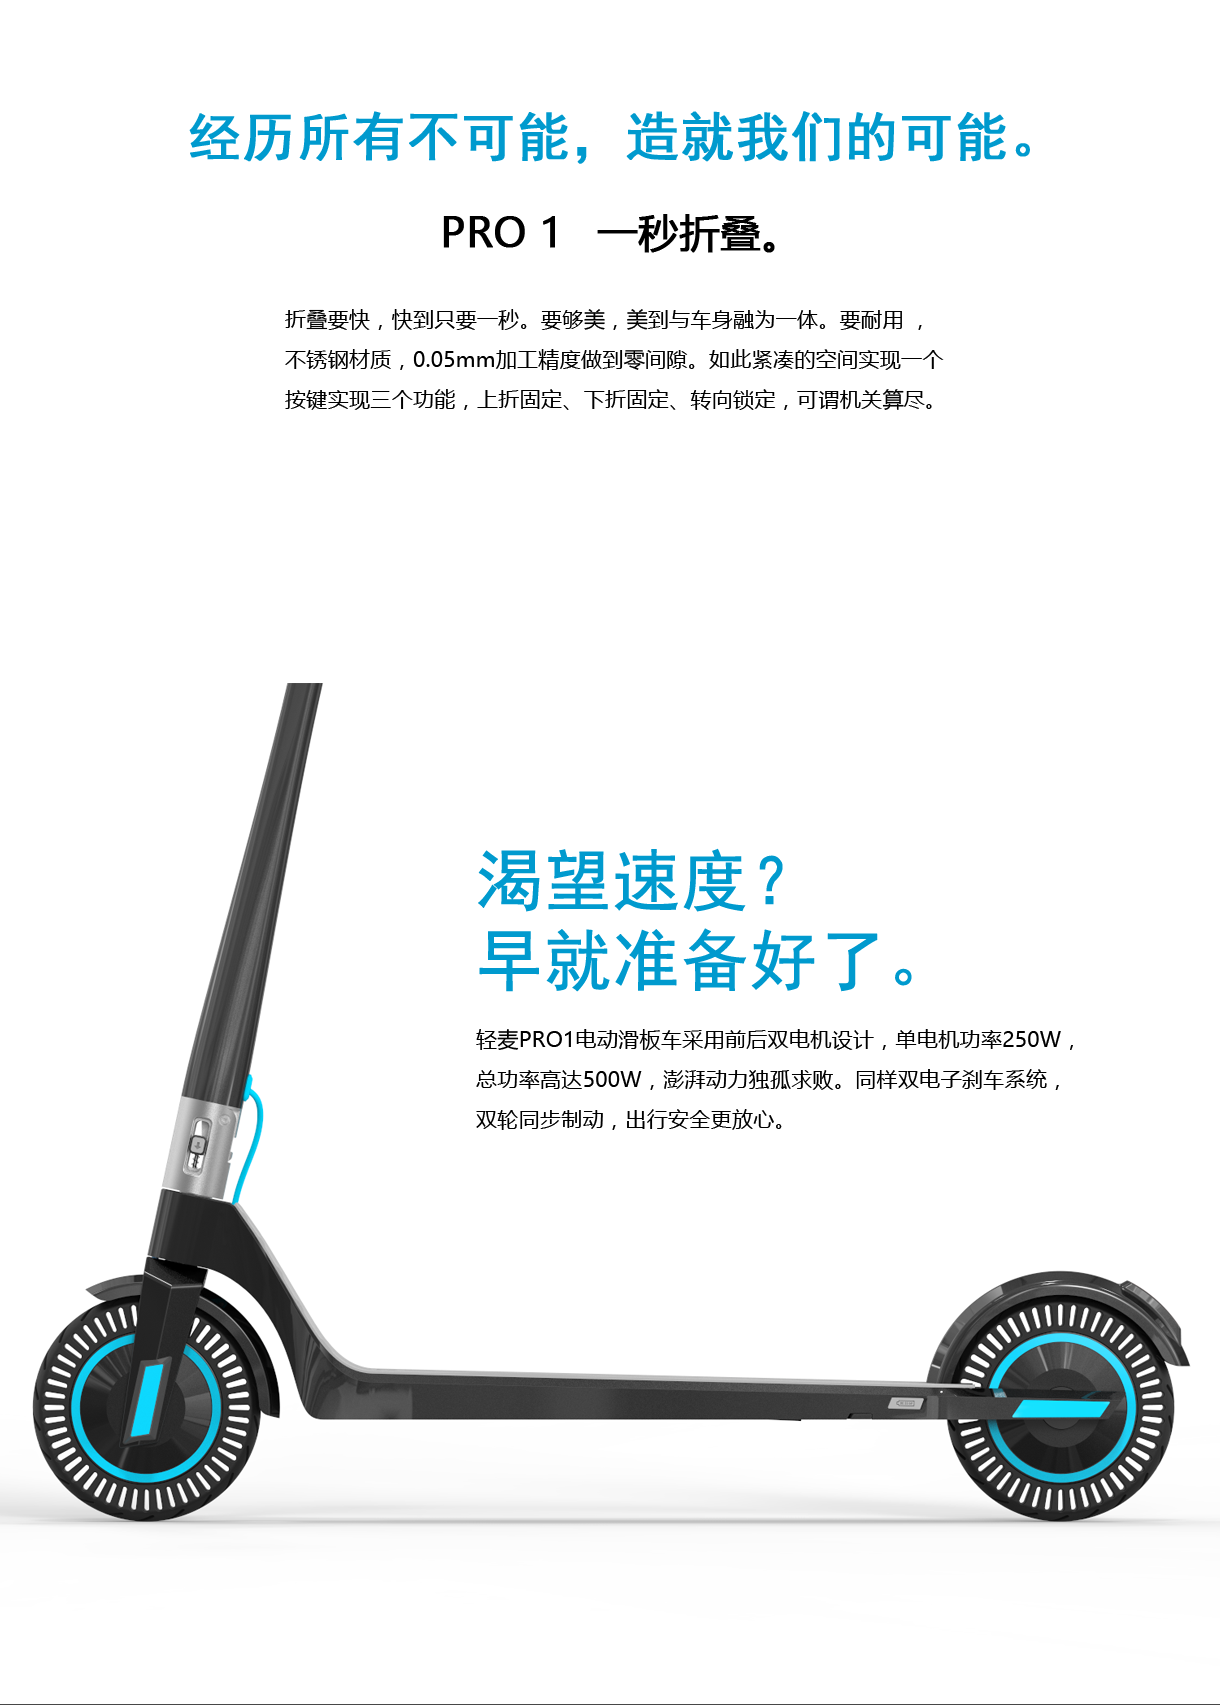 经历所有不可能，造就我们的可能。
PRO 1 一秒折叠。
折叠要快，快到只要一秒。要够美，美到与车身融为一体。要耐用 ，
不锈钢材质，0.05mm加工精度做到零间隙。如此紧凑的空间实现一个
按键实现三个功能，上折固定、下折固定、转向锁定，可谓机关算尽。
渴望速度？
早就准备好了。
轻麦PRO1电动滑板车采用前后双电机设计，单电机功率250W，
总功率高达500W，澎湃动力独孤求败。同样双电子刹车系统，
双轮同步制动，出行安全更放心。